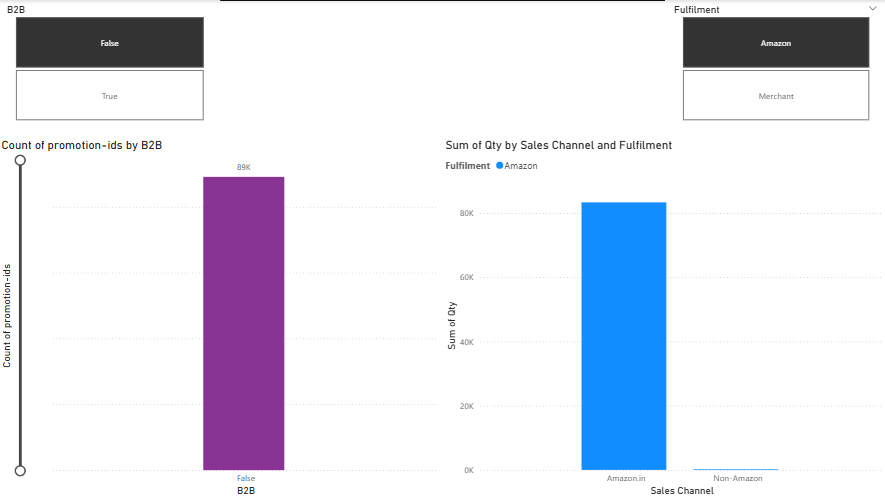 B2B
False
True
Fulfilment
Amazon
Merchant
Count of promotion-ids by B2B
89K
Count of promotion-ids
False
B2B
Sum of Qty by Sales Channel and Fulfilment
Fulfilment Amazon
80K
60K
40K
20K
0K
Sum of Qty
Amazon.in
Non-Amazon
Sales Channel